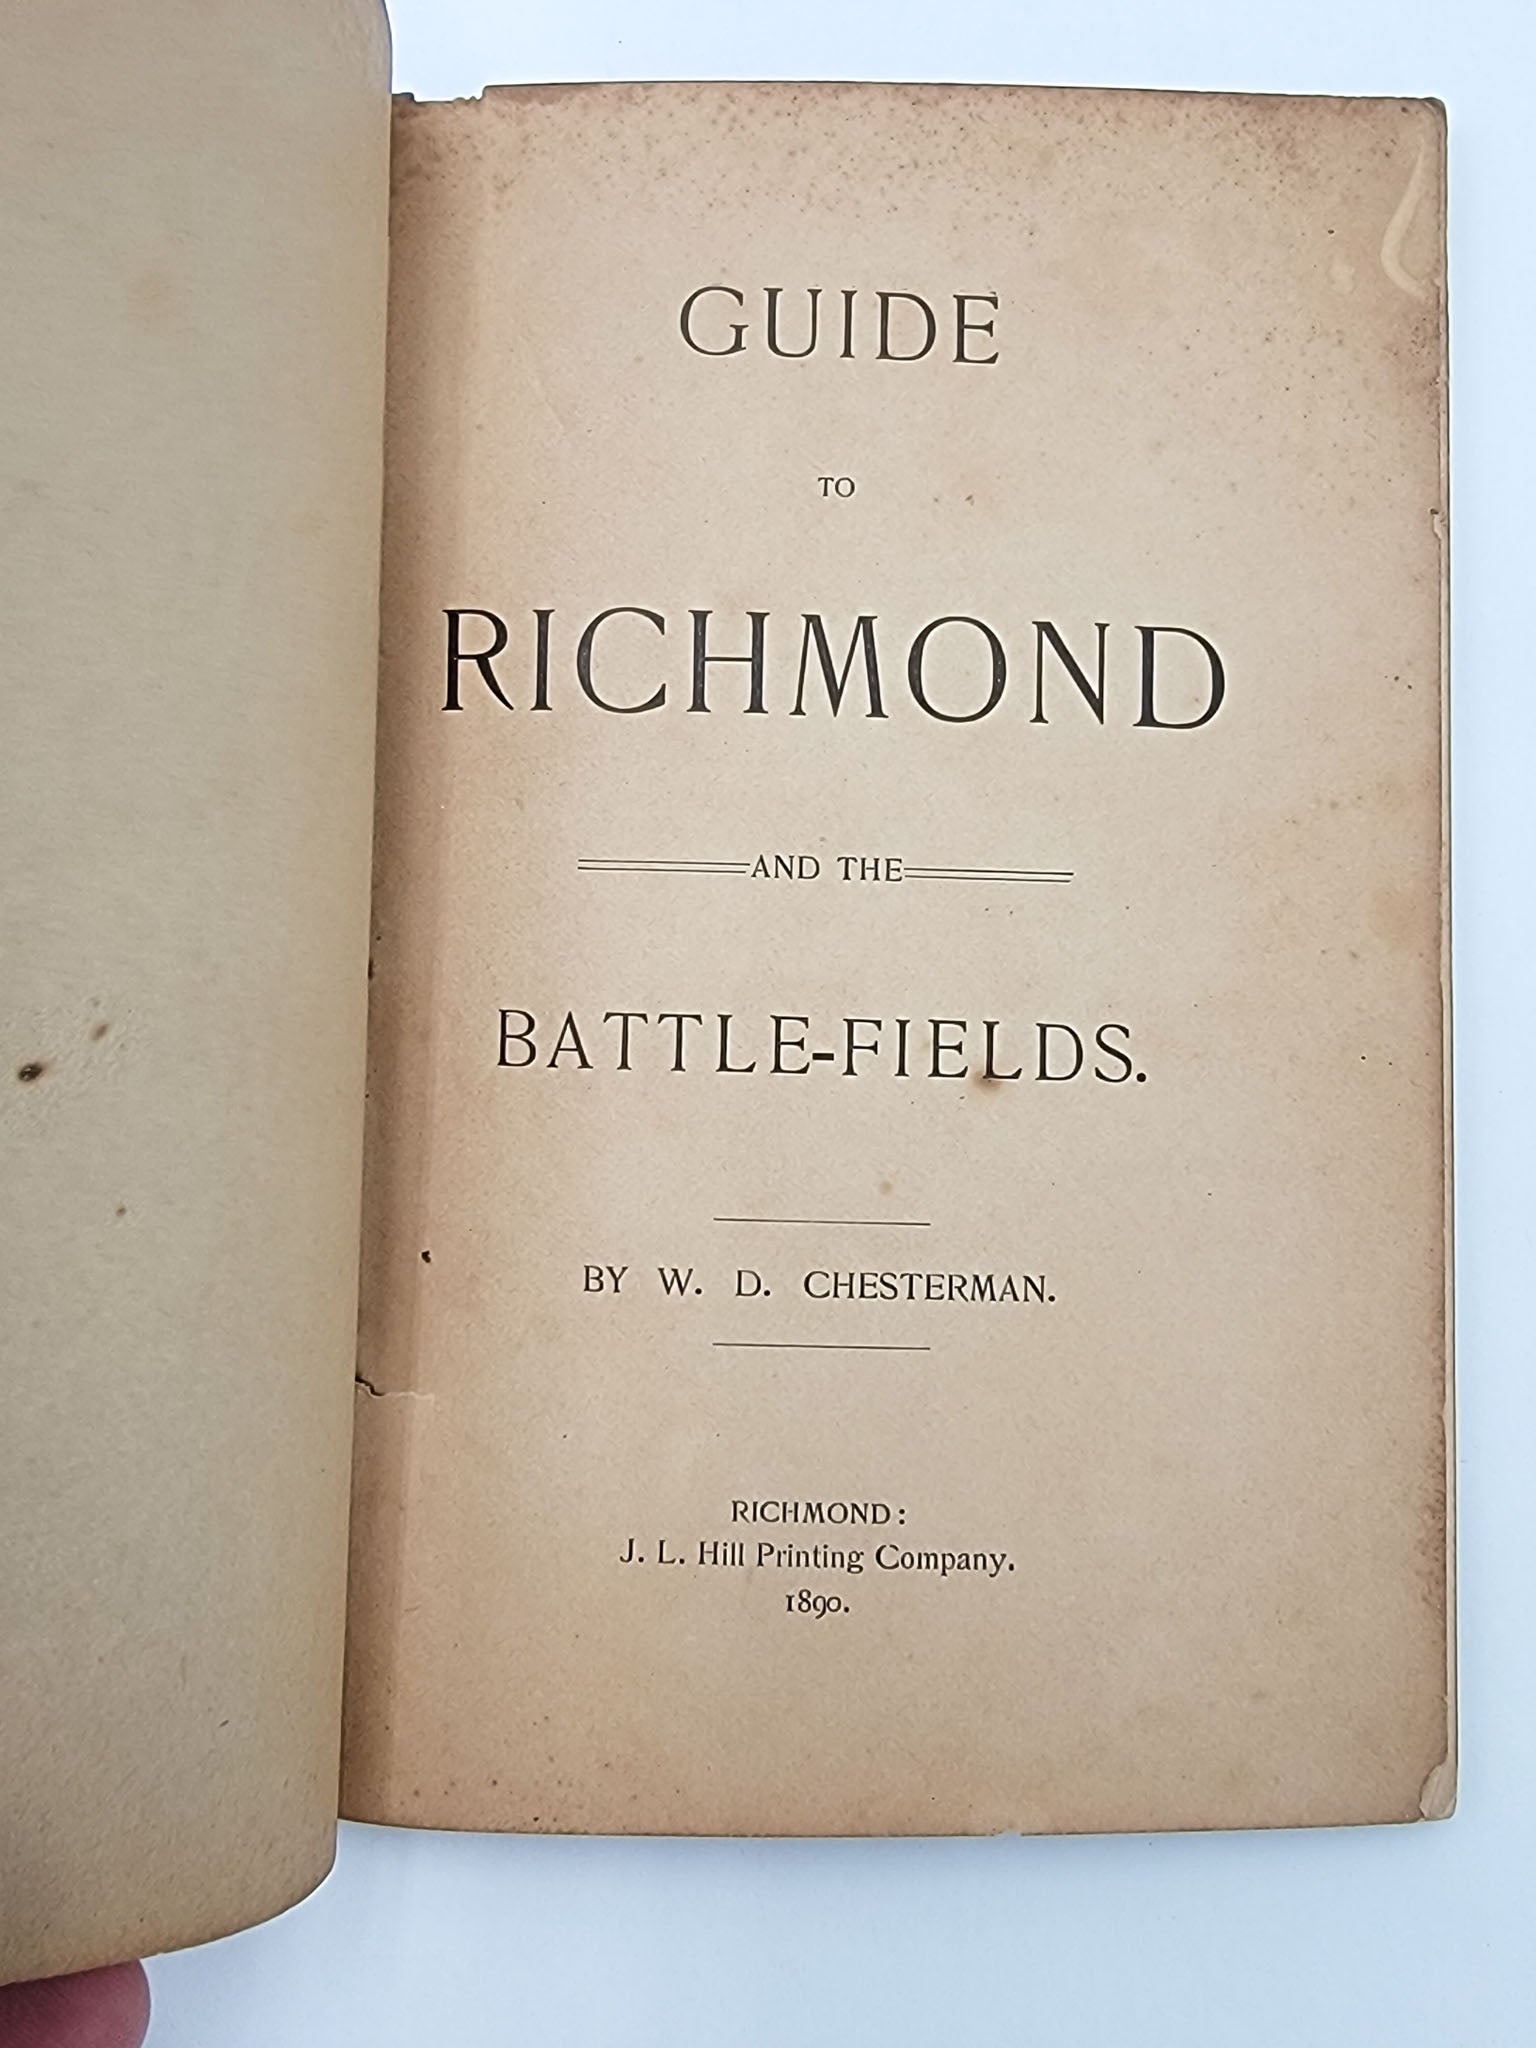 GUIDE
TO
RICHMOND
AND THE
BATTLE-FIELDS.
BY W. D. CHESTERMAN.
RICHMOND:
J. L. Hill Printing Company.
1890.